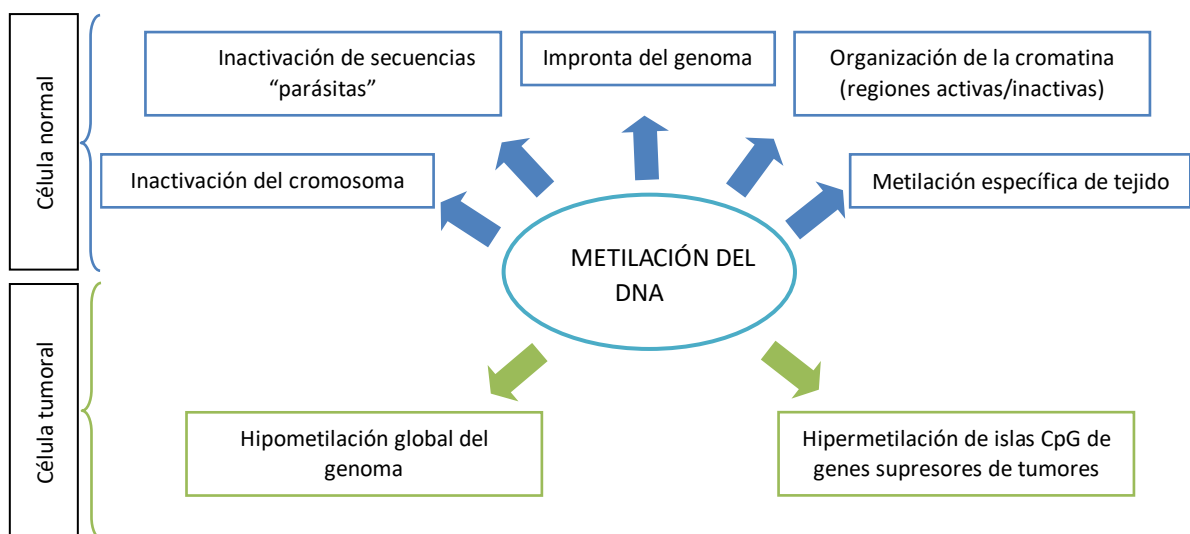 Célula normal
Inactivación de secuencias
“parásitas”
Impronta del genoma
Organización de la cromatina
(regiones activas/inactivas)
Inactivación del cromosoma
Metilación específica de tejido
METILACIÓN DEL
DNA
Célula tumoral
Hipometilación global del
genoma
Hipermetilación de islas CpG de
genes supresores de tumores